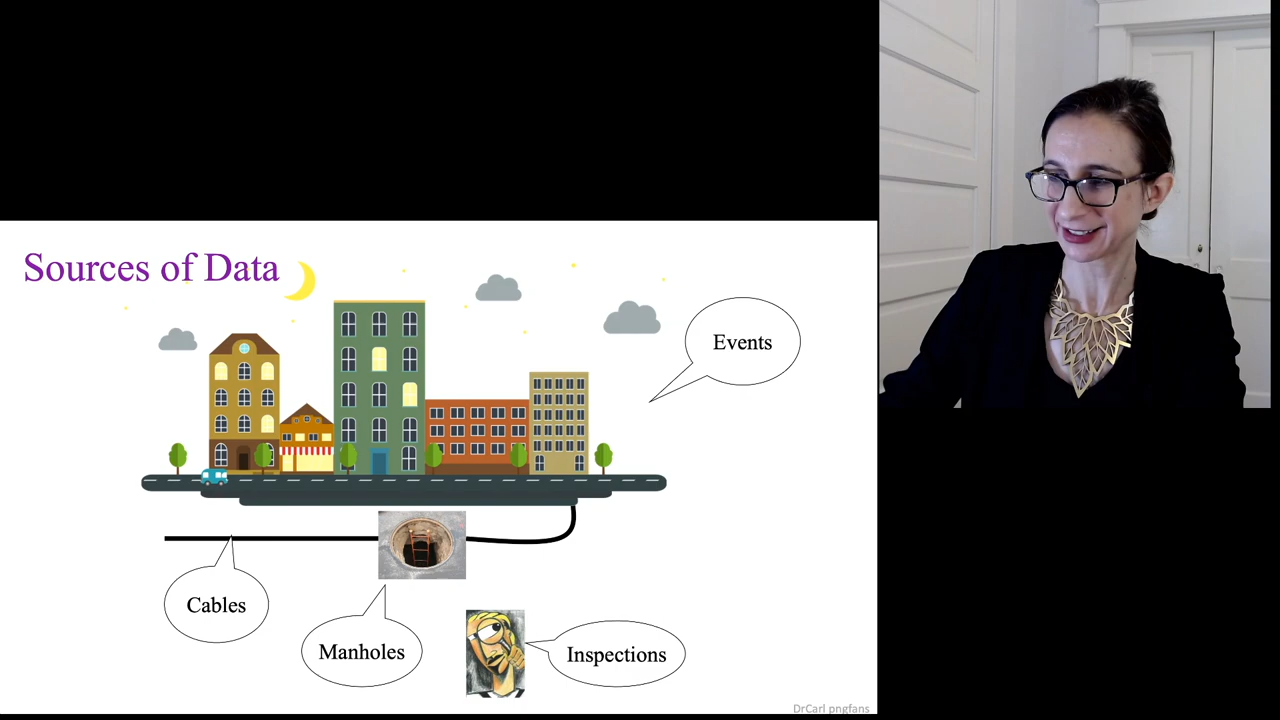 Sources of Data
Events
Cables
Manholes
Inspections
DrCarl pngfans